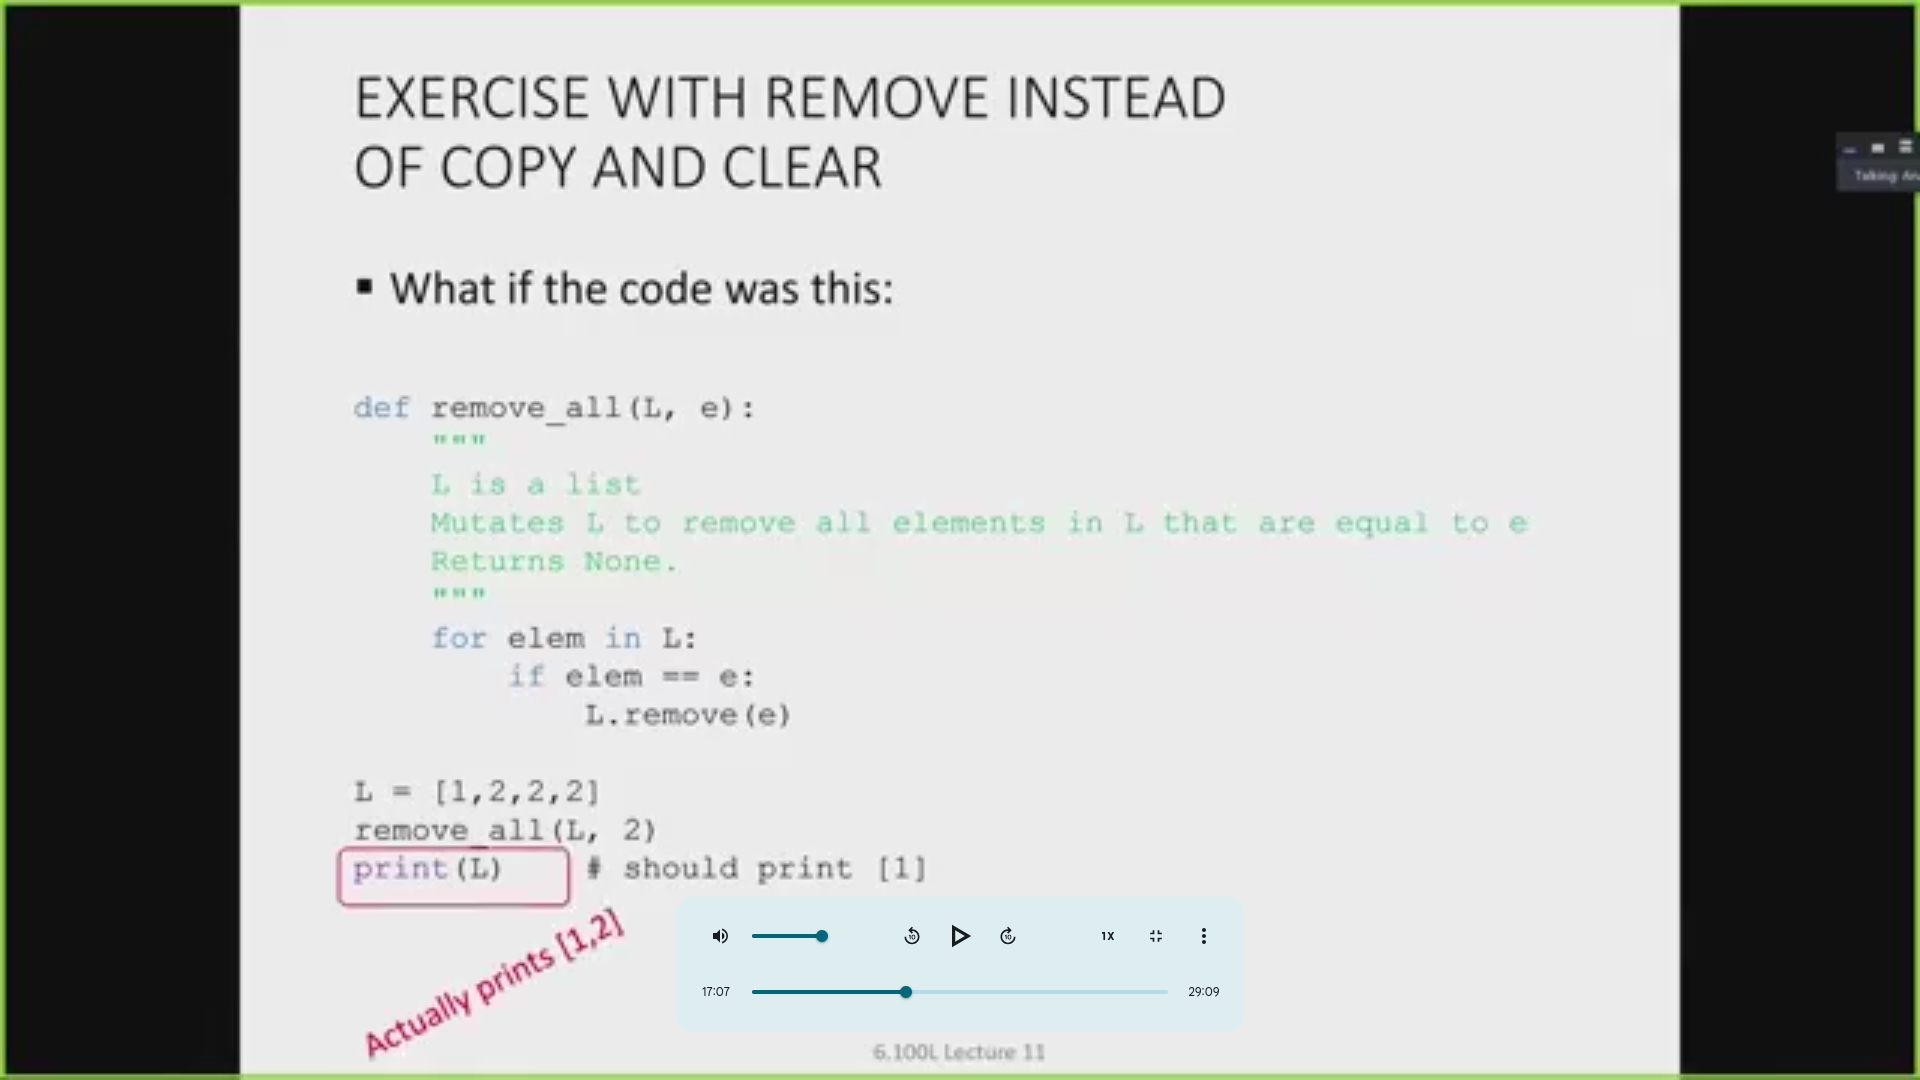 EXERCISE WITH REMOVE INSTEAD
OF COPY AND CLEAR
▪ What if the code was this:
def remove_all(L, e):
    """
    L is a list
    Mutates L to remove all elements in L that are equal to e
    Returns None.
    """
    for elem in L:
        if elem == e:
            L.remove(e)
L = [1,2,2,2]
remove_all(L, 2)
print(L)    # should print [1]
Actually prints [1,2]
10
10
1X
17:07
29:09
6.100L Lecture 11
Talking: